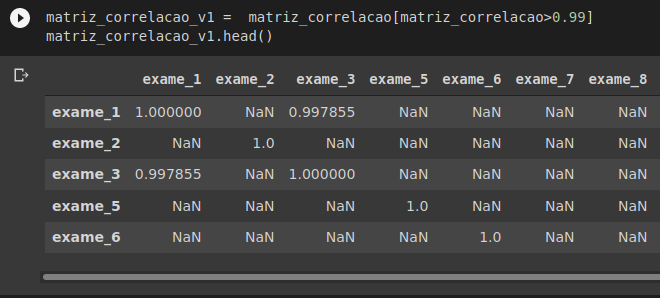 matriz_correlacao_v1 =  matriz_correlacao[matriz_correlacao>0.99]
matriz_correlacao_v1.head()
exame_1 exame_2 exame_3 exame_5 exame_6 exame_7 exame_8
exame_1 1.000000 NaN 0.997855 NaN NaN NaN NaN
exame_2 NaN 1.0 NaN NaN NaN NaN NaN
exame_3 0.997855 NaN 1.000000 NaN NaN NaN NaN
exame_5 NaN NaN NaN 1.0 NaN NaN NaN
exame_6 NaN NaN NaN NaN 1.0 NaN NaN